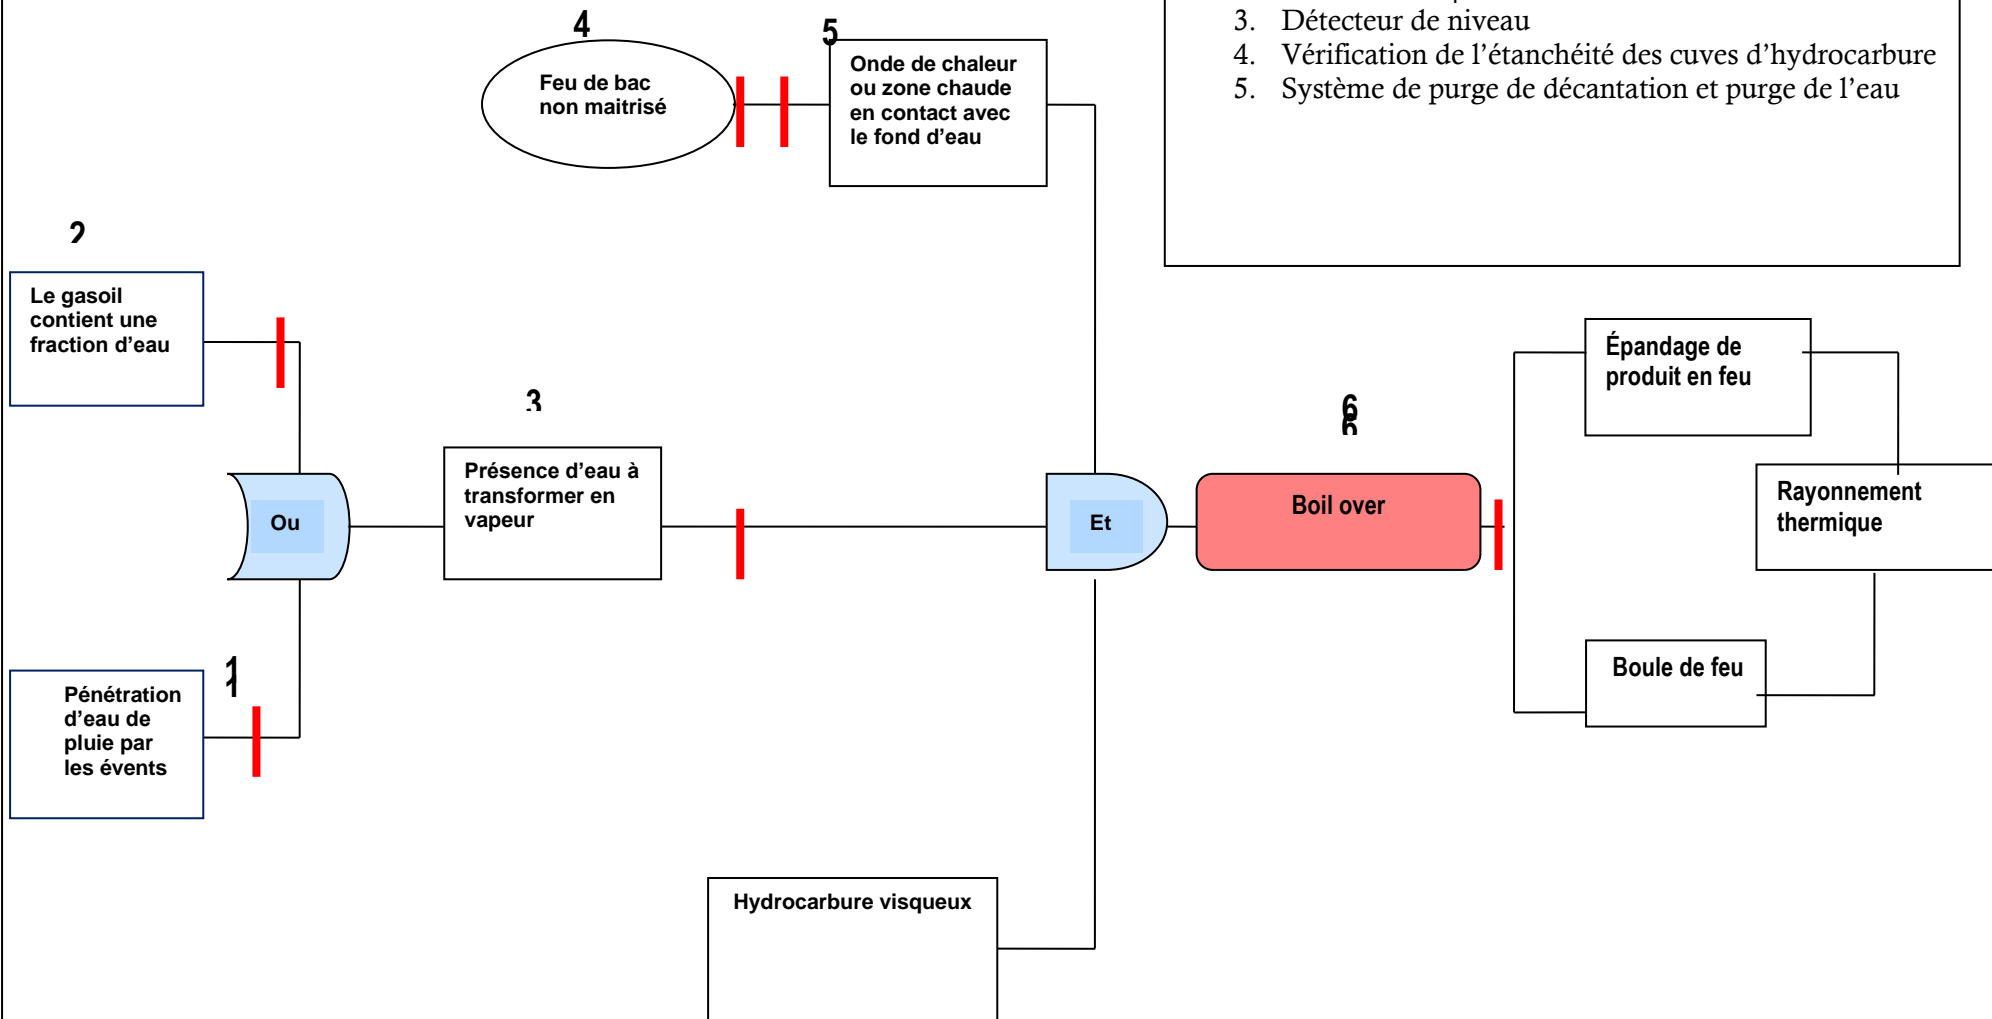 4
5
3. Détecteur de niveau
4. Vérification de l'étanchéité des cuves d'hydrocarbure
5. Système de purge de décantation et purge de l'eau
Feu de bac
non maitrisé
Onde de chaleur
ou zone chaude
en contact avec
le fond d'eau
2
Le gasoil
contient une
fraction d'eau
3
Présence d'eau à
transformer en
vapeur
Ou
Et
6
6
Boil over
Épandage de
produit en feu
Rayonnement
thermique
Boule de feu
1
1
Pénétration
d'eau de
pluie par
les évents
Hydrocarbure visqueux